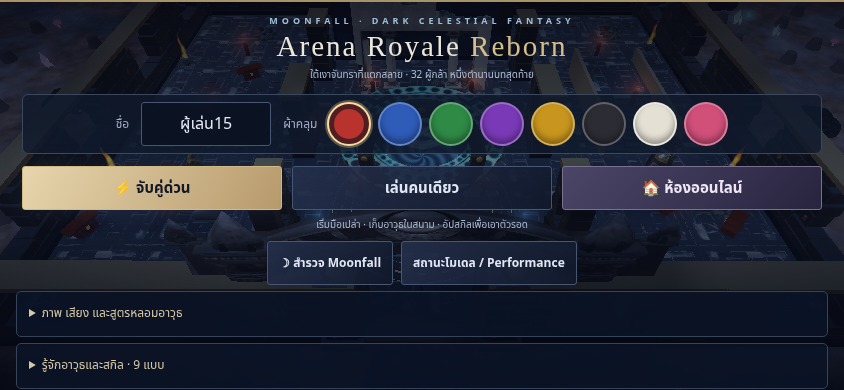 MOONFALL · DARK CELESTIAL FANTASY
Arena Royale Reborn
ใต้เงาจันทราที่แตกสลาย · 32 ผู้กล้า หนึ่งตำนานบทสุดท้าย
ชื่อ ผู้เล่น15 ผ้าคลุม
⚡ จับคู่ด่วน
เล่นคนเดียว
🏠 ห้องออนไลน์
เริ่มมือเปล่า · เก็บอาวุธในสนาม · อัปสกิลเพื่อเอาตัวรอด
☽ สำรวจ Moonfall
สถานะโมเดล / Performance
▶ ภาพ เสียง และสูตรหลอมอาวุธ
▶ รู้จักอาวุธและสกิล · 9 แบบ